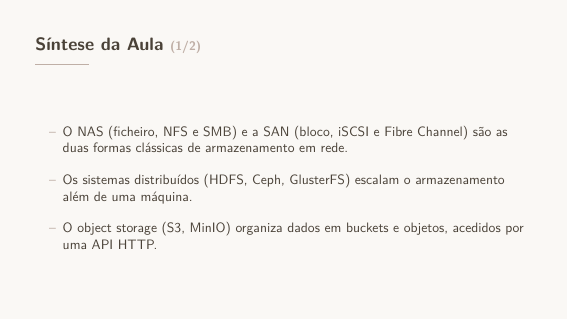 Síntese da Aula (1/2)
– O NAS (ficheiro, NFS e SMB) e a SAN (bloco, iSCSI e Fibre Channel) são as
duas formas clássicas de armazenamento em rede.
– Os sistemas distribuídos (HDFS, Ceph, GlusterFS) escalam o armazenamento
além de uma máquina.
– O object storage (S3, MinIO) organiza dados em buckets e objetos, acedidos por
uma API HTTP.